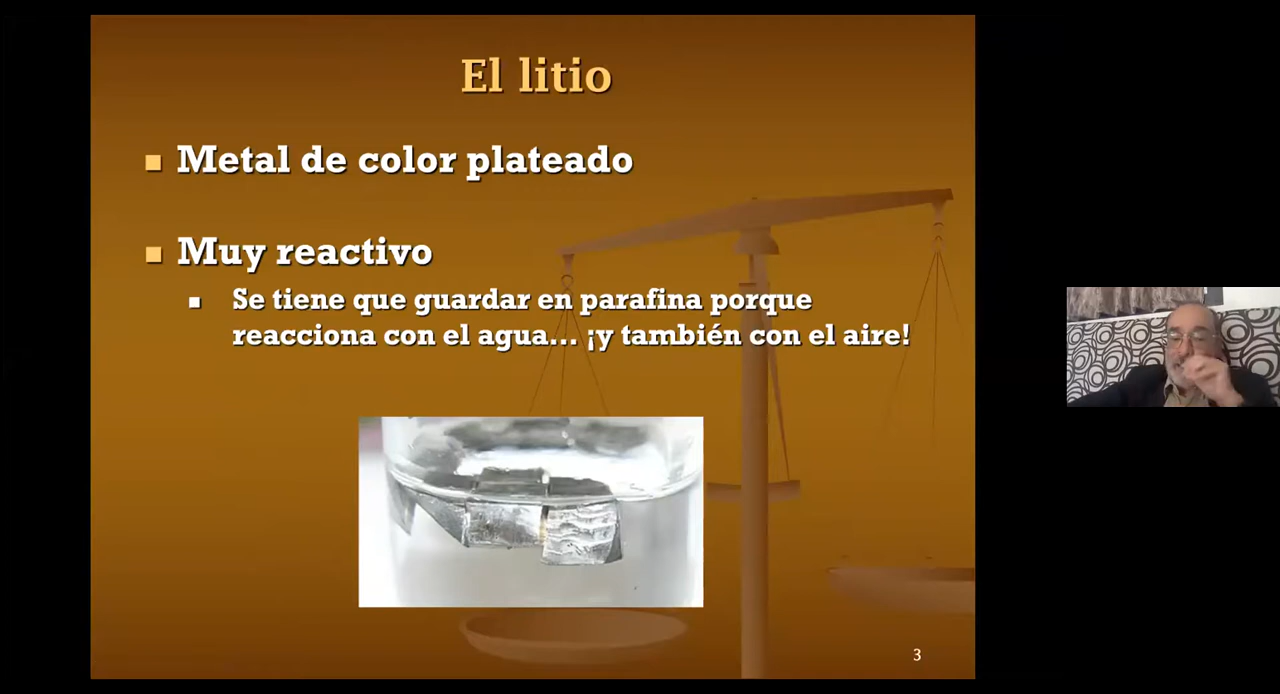 El litio
Metal de color plateado
Muy reactivo
Se tiene que guardar en parafina porque
reacciona con el agua... ¡y también con el aire!
3